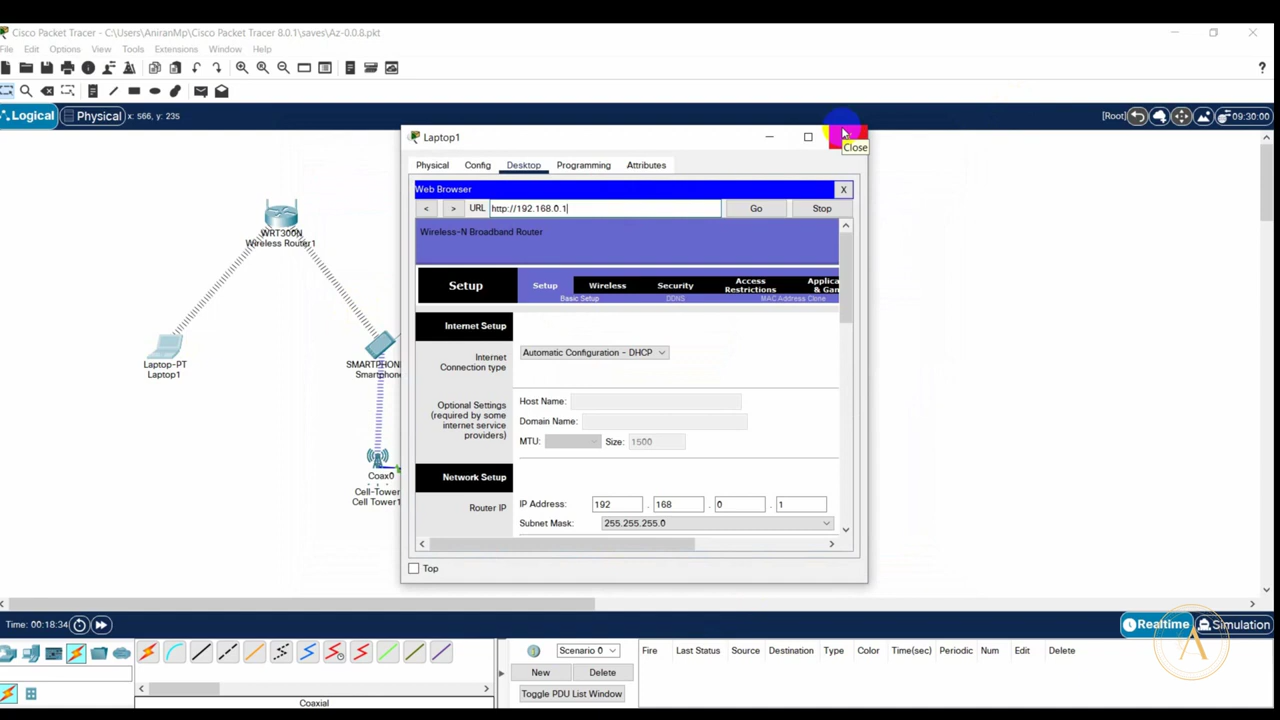 Cisco Packet Tracer - C:\Users\AniranMp\Cisco Packet Tracer 8.0.1\saves\Az-0.0.8.pkt
File Edit Options View Tools Extensions Window Help
?
Logical Physical x: 566, y: 235 [Root] 09:30:00
Laptop1
Close
Physical Config Desktop Programming Attributes
Web Browser X
< > URL http://192.168.0.1 Go Stop
Wireless-N Broadband Router
Setup Setup Wireless Security Access Restrictions Applica & Gan
Basic Setup DDNS MAC Address Clone
Internet Setup
Internet Connection type Automatic Configuration - DHCP
Optional Settings (required by some internet service providers)
Host Name:
Domain Name:
MTU: Size: 1500
Network Setup
Router IP
IP Address: 192 . 168 . 0 . 1
Subnet Mask: 255.255.255.0
Top
WRT300N
Wireless Router1
Laptop-PT
Laptop1
SMARTPHON
Smartphon
Coax0
Cell-Tower
Cell Tower1
Time: 00:18:34 Realtime Simulation
Scenario 0
New Delete
Toggle PDU List Window
Fire Last Status Source Destination Type Color Time(sec) Periodic Num Edit Delete
Coaxial
A